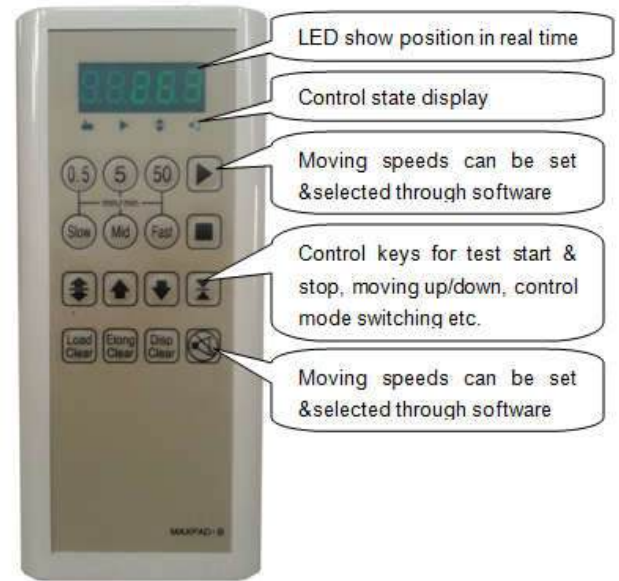 LED show position in real time
Control state display
Moving speeds can be set
&selected through software
0.5 5 50
mm/min
Slow Mid Fast
Control keys for test start &
stop, moving up/down, control
mode switching etc.
Load Elong Disp
Clear Clear Clear
Moving speeds can be set
&selected through software
MAXPAD-B